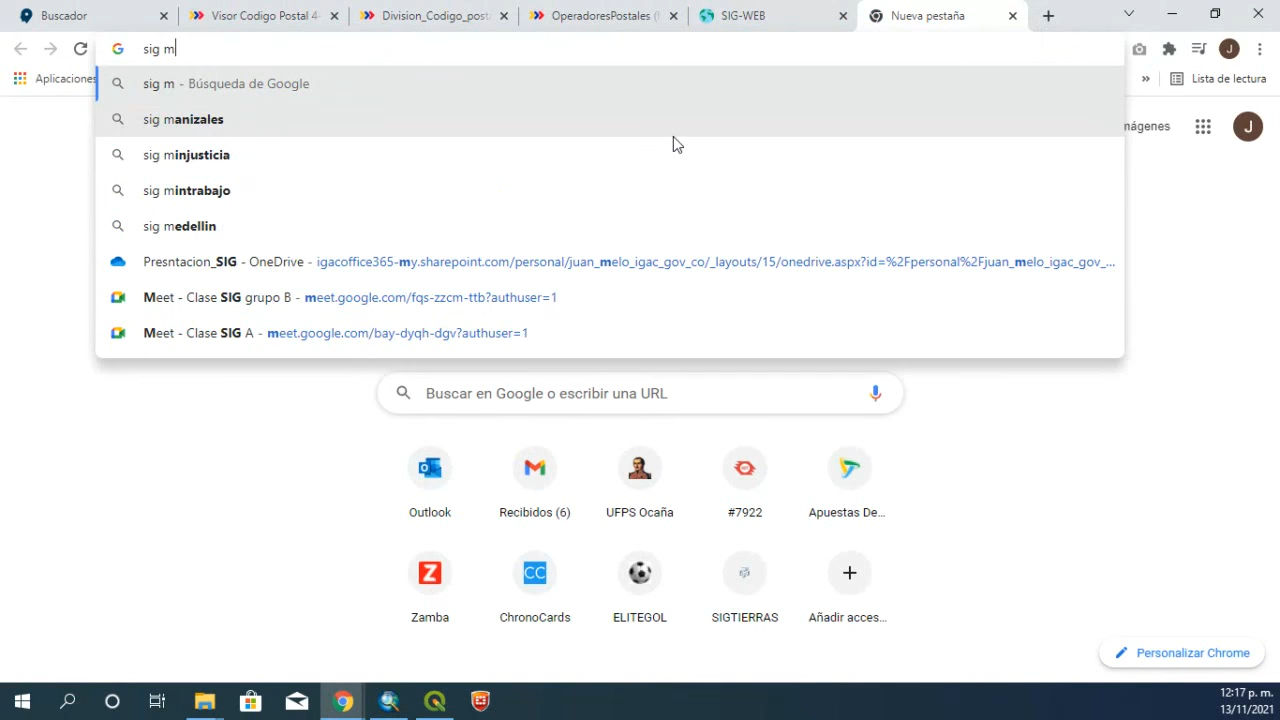 Buscador
Visor Codigo Postal 4-
Division_Codigo_posta
OperadoresPostales (
SIG-WEB
Nueva pestaña
sig m
Aplicaciones
»
Lista de lectura
J
sig m - Búsqueda de Google
sig manizales
sig minjusticia
sig mintrabajo
sig medellin
Presntacion_SIG - OneDrive - igacoffice365-my.sharepoint.com/personal/juan_melo_igac_gov_co/_layouts/15/onedrive.aspx?id=%2Fpersonal%2Fjuan_melo_igac_gov_...
Meet - Clase SIG grupo B - meet.google.com/fqs-zzcm-ttb?authuser=1
Meet - Clase SIG A - meet.google.com/bay-dyqh-dgv?authuser=1
mágenes
J
Buscar en Google o escribir una URL
Outlook
Recibidos (6)
UFPS Ocaña
#7922
Apuestas De...
Z
CC
Zamba
ChronoCards
ELITEGOL
SIGTIERRAS
Añadir acces...
Personalizar Chrome
12:17 p. m.
13/11/2021